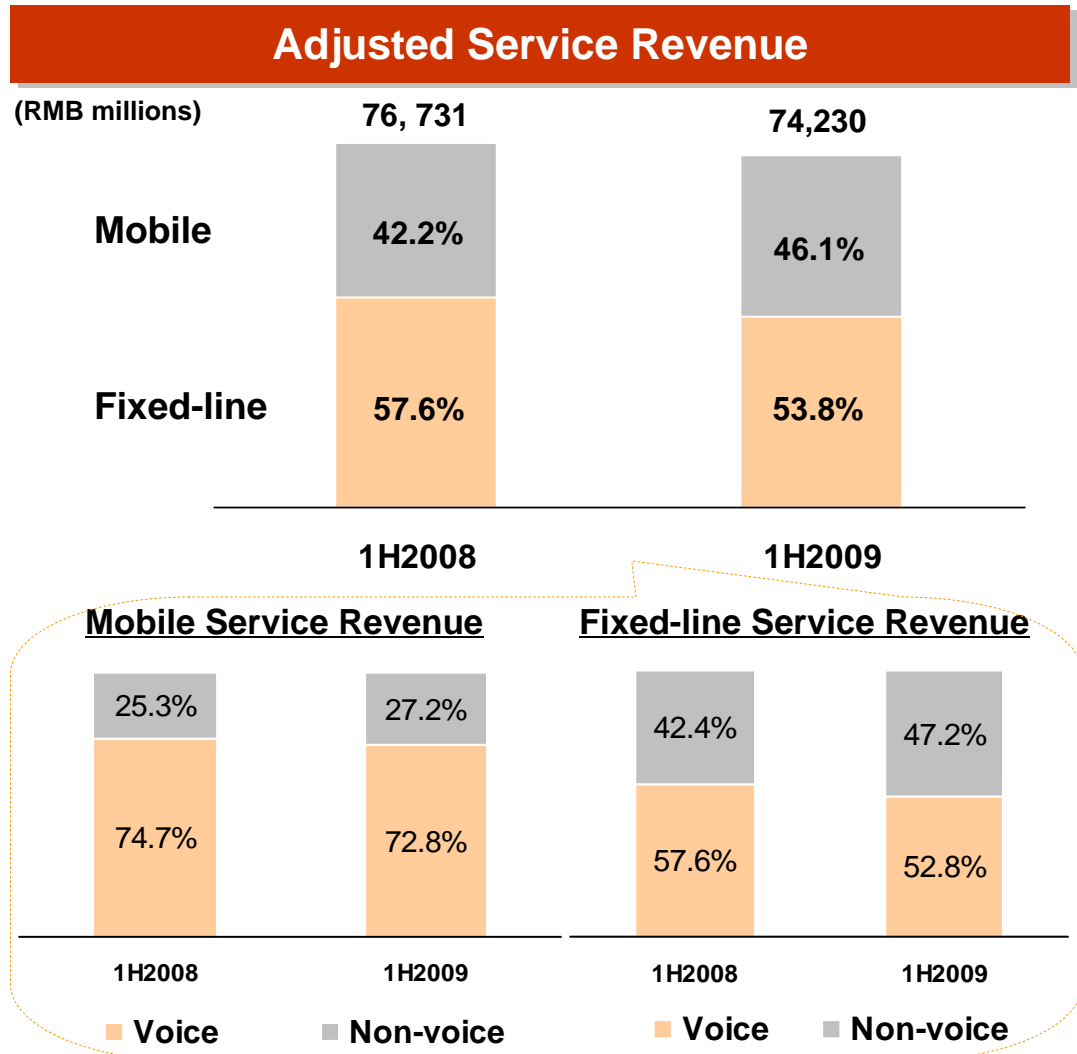 Adjusted Service Revenue
(RMB millions)
76, 731
74,230
Mobile
42.2%
46.1%
Fixed-line
57.6%
53.8%
1H2008
1H2009
Mobile Service Revenue
Fixed-line Service Revenue
25.3%
27.2%
42.4%
47.2%
74.7%
72.8%
57.6%
52.8%
1H2008
1H2009
1H2008
1H2009
Voice
Non-voice
Voice
Non-voice